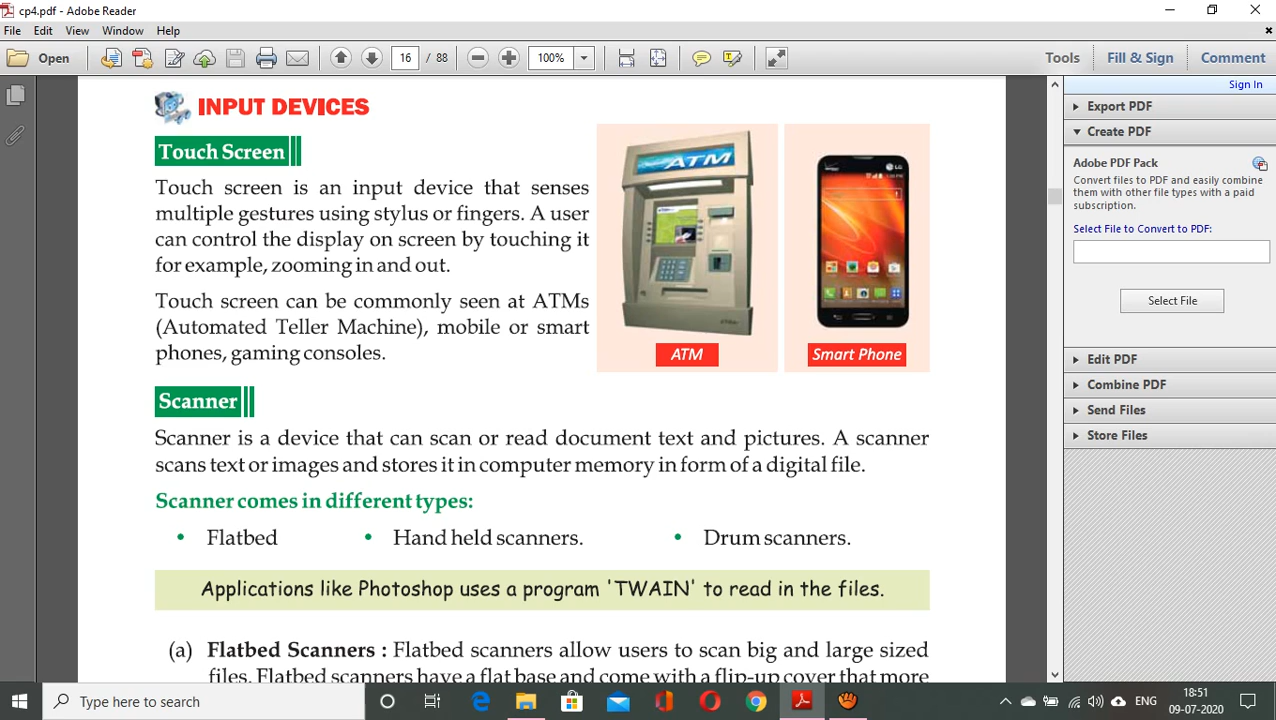 cp4.pdf - Adobe Reader
File Edit View Window Help
Open 16 / 88 100% Tools Fill & Sign Comment
Sign In
INPUT DEVICES
Touch Screen
Touch screen is an input device that senses
multiple gestures using stylus or fingers. A user
can control the display on screen by touching it
for example, zooming in and out.
Touch screen can be commonly seen at ATMs
(Automated Teller Machine), mobile or smart
phones, gaming consoles.
ATM
LG
ATM
Smart Phone
Scanner
Scanner is a device that can scan or read document text and pictures. A scanner
scans text or images and stores it in computer memory in form of a digital file.
Scanner comes in different types:
• Flatbed • Hand held scanners. • Drum scanners.
Applications like Photoshop uses a program 'TWAIN' to read in the files.
(a) Flatbed Scanners : Flatbed scanners allow users to scan big and large sized
files. Flatbed scanners have a flat base and come with a flip-up cover that more
Export PDF
Create PDF
Adobe PDF Pack
Convert files to PDF and easily combine
them with other file types with a paid
subscription.
Select File to Convert to PDF:
Select File
Edit PDF
Combine PDF
Send Files
Store Files
Type here to search
ENG
8:51
09-07-2020